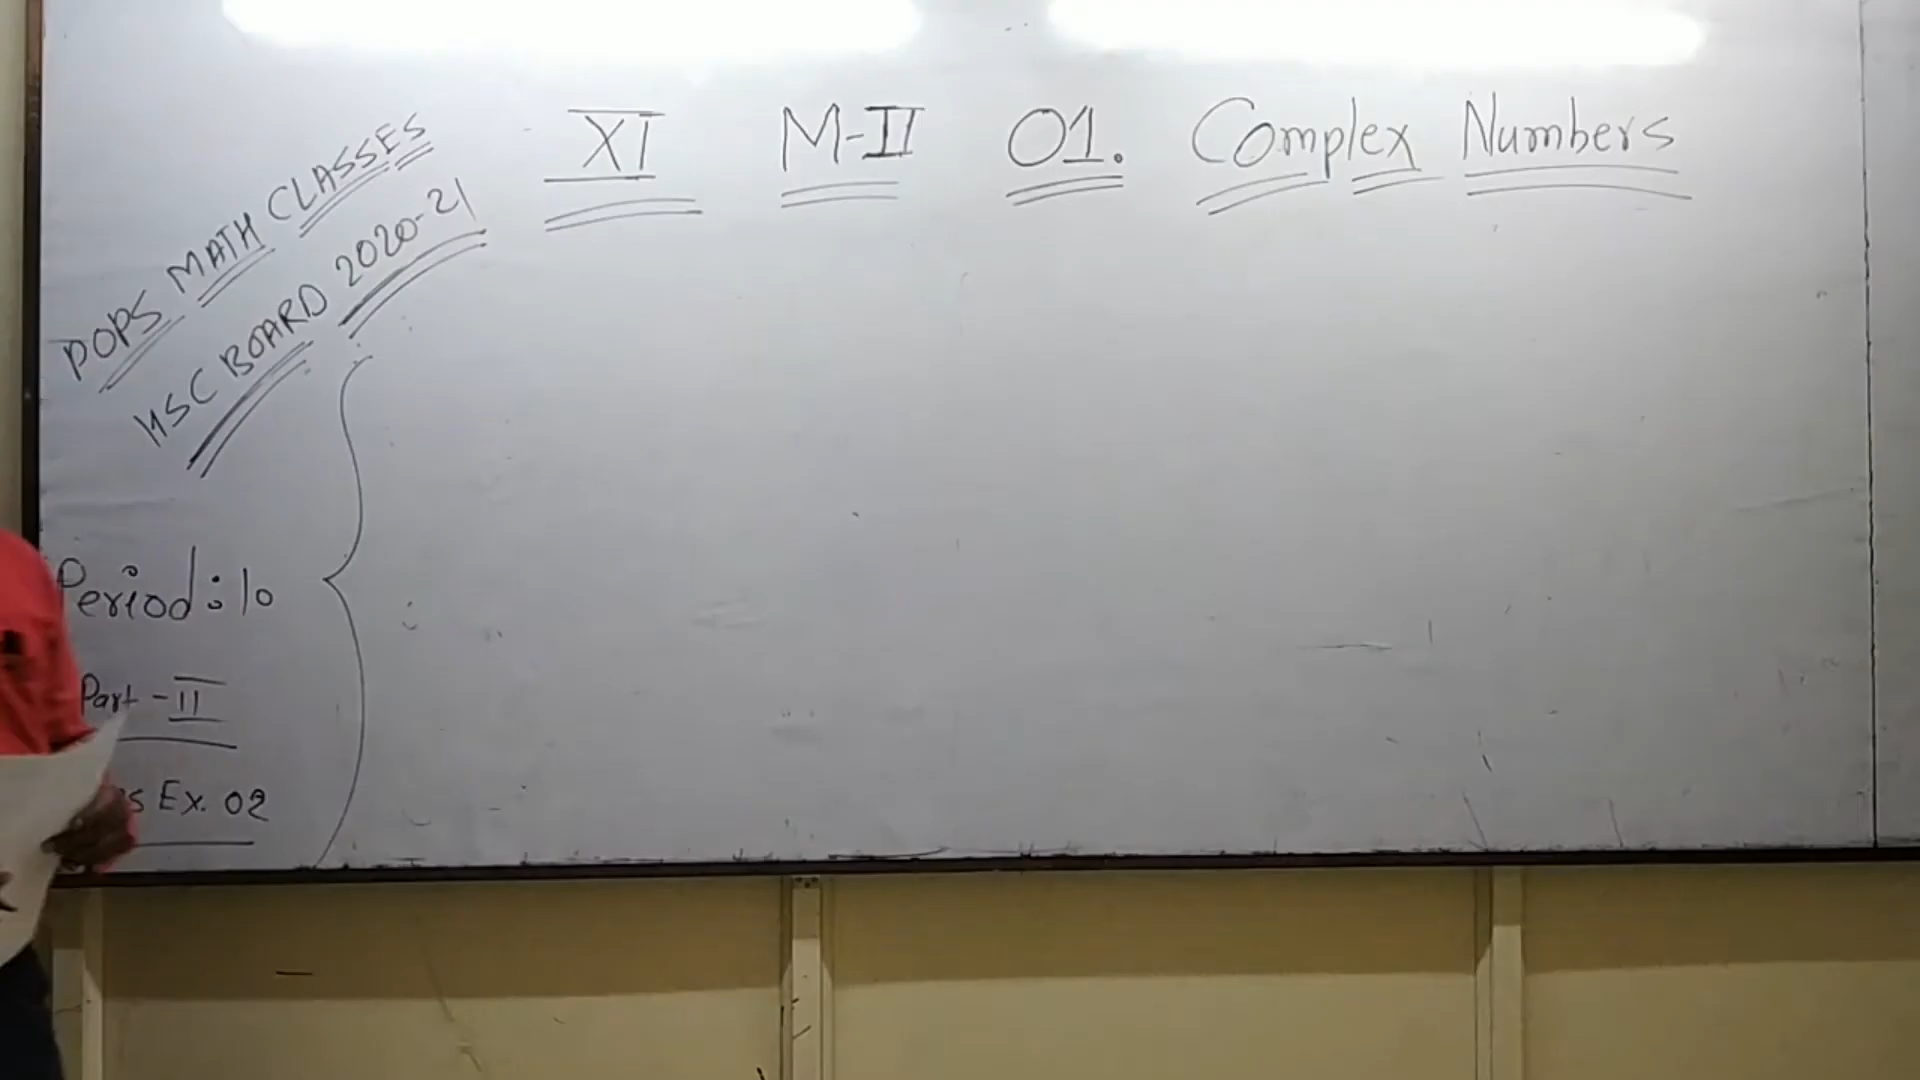 XI M-II 01. Complex Numbers
POPS MATH CLASSES
HSC BOARD 2020-21
Period : 10
Part - II
Ex. 02